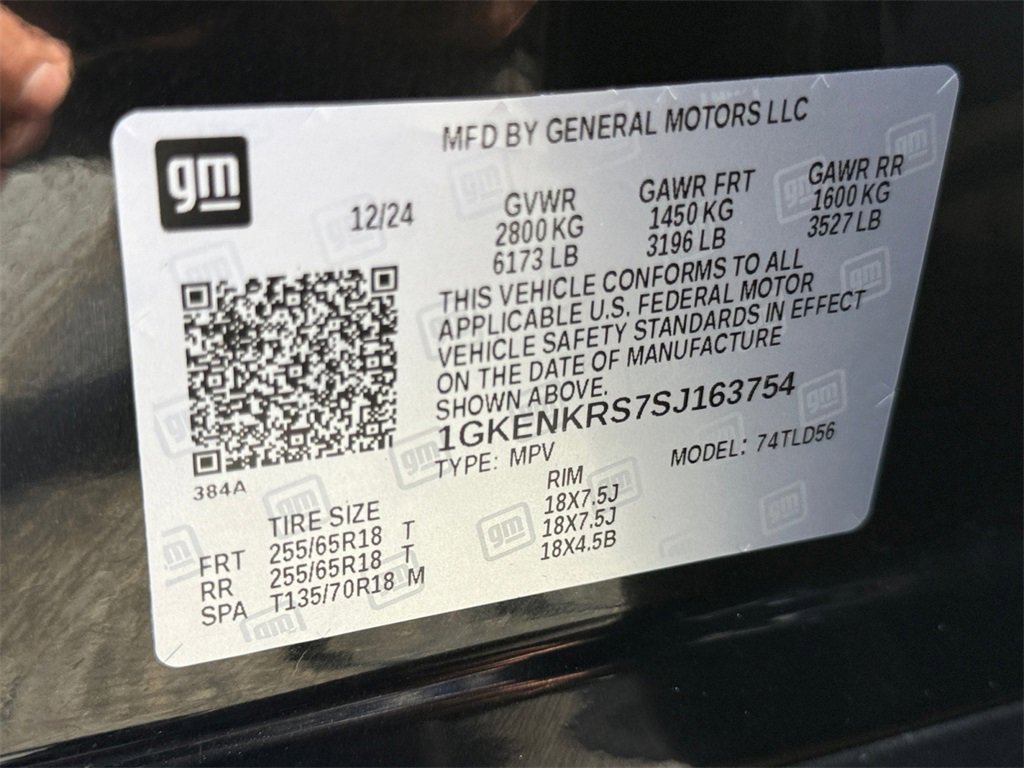 gm
MFD BY GENERAL MOTORS LLC
12/24
GVWR GAWR FRT GAWR RR
2800 KG 1450 KG 1600 KG
6173 LB 3196 LB 3527 LB
THIS VEHICLE CONFORMS TO ALL
APPLICABLE U.S. FEDERAL MOTOR
VEHICLE SAFETY STANDARDS IN EFFECT
ON THE DATE OF MANUFACTURE
SHOWN ABOVE.
1GKENKRS7SJ163754
TYPE: MPV MODEL: 74TLD56
384A
TIRE SIZE RIM
FRT 255/65R18 T 18X7.5J
RR 255/65R18 T 18X7.5J
SPA T135/70R18 M 18X4.5B